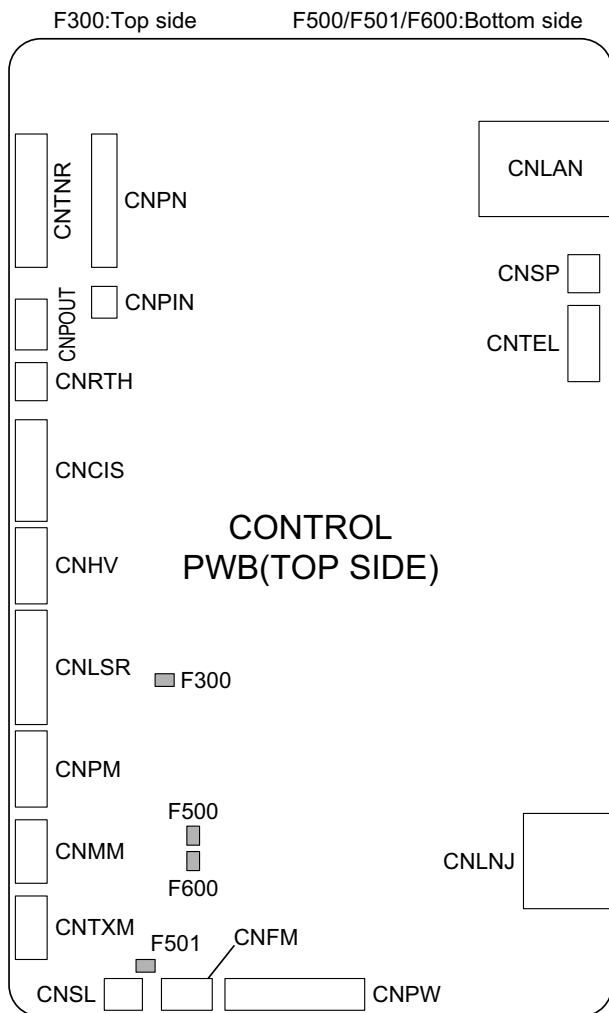 F300:Top side
F500/F501/F600:Bottom side
CNTNR
CNPN
CNLAN
CNSP
CNPIN
CNPOUT
CNTEL
CNRTH
CNCIS
CONTROL
PWB(TOP SIDE)
CNHV
CNLSR
F300
CNPM
F500
CNMM
CNLNJ
F600
CNTXM
F501
CNFM
CNSL
CNPW